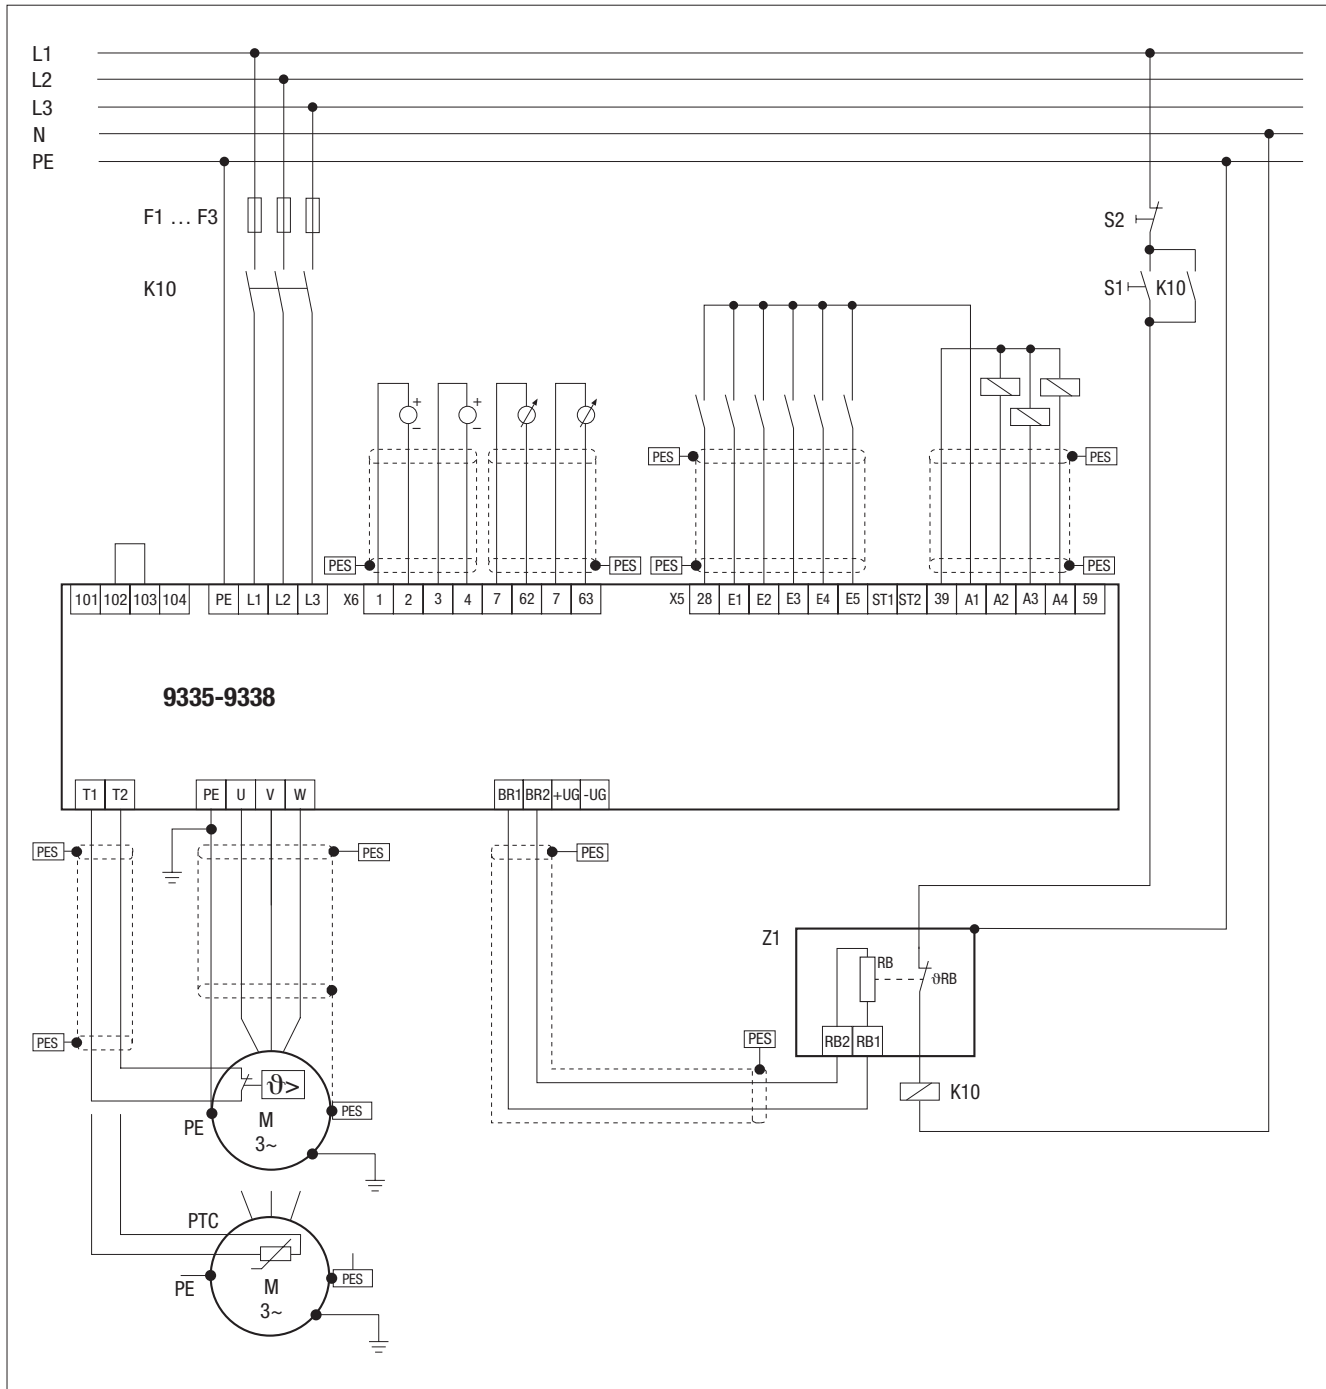 L1
L2
L3
N
PE
F1 … F3
S2
K10
S1 K10
+ +
− −
PES PES
PES PES PES PES
101 102 103 104 PE L1 L2 L3 X6 1 2 3 4 7 62 7 63 X5 28 E1 E2 E3 E4 E5 ST1 ST2 39 A1 A2 A3 A4 59
9335-9338
T1 T2 PE U V W BR1 BR2 +UG -UG
PES PES PES
Z1
RB
ϑRB
PES PES RB2 RB1
ϑ>
K10
PES
PE M
3~
PTC
PE M PES
3~